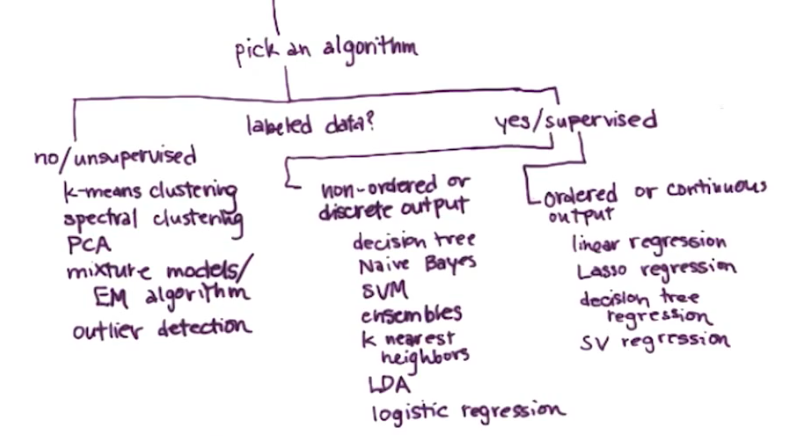 pick an algorithm
labeled data?
no/unsupervised
k-means clustering
spectral clustering
PCA
mixture models/
EM algorithm
outlier detection
yes/supervised
non-ordered or
discrete output
decision tree
Naive Bayes
SVM
ensembles
k nearest
neighbors
LDA
logistic regression
ordered or continuous
output
linear regression
Lasso regression
decision tree
regression
SV regression